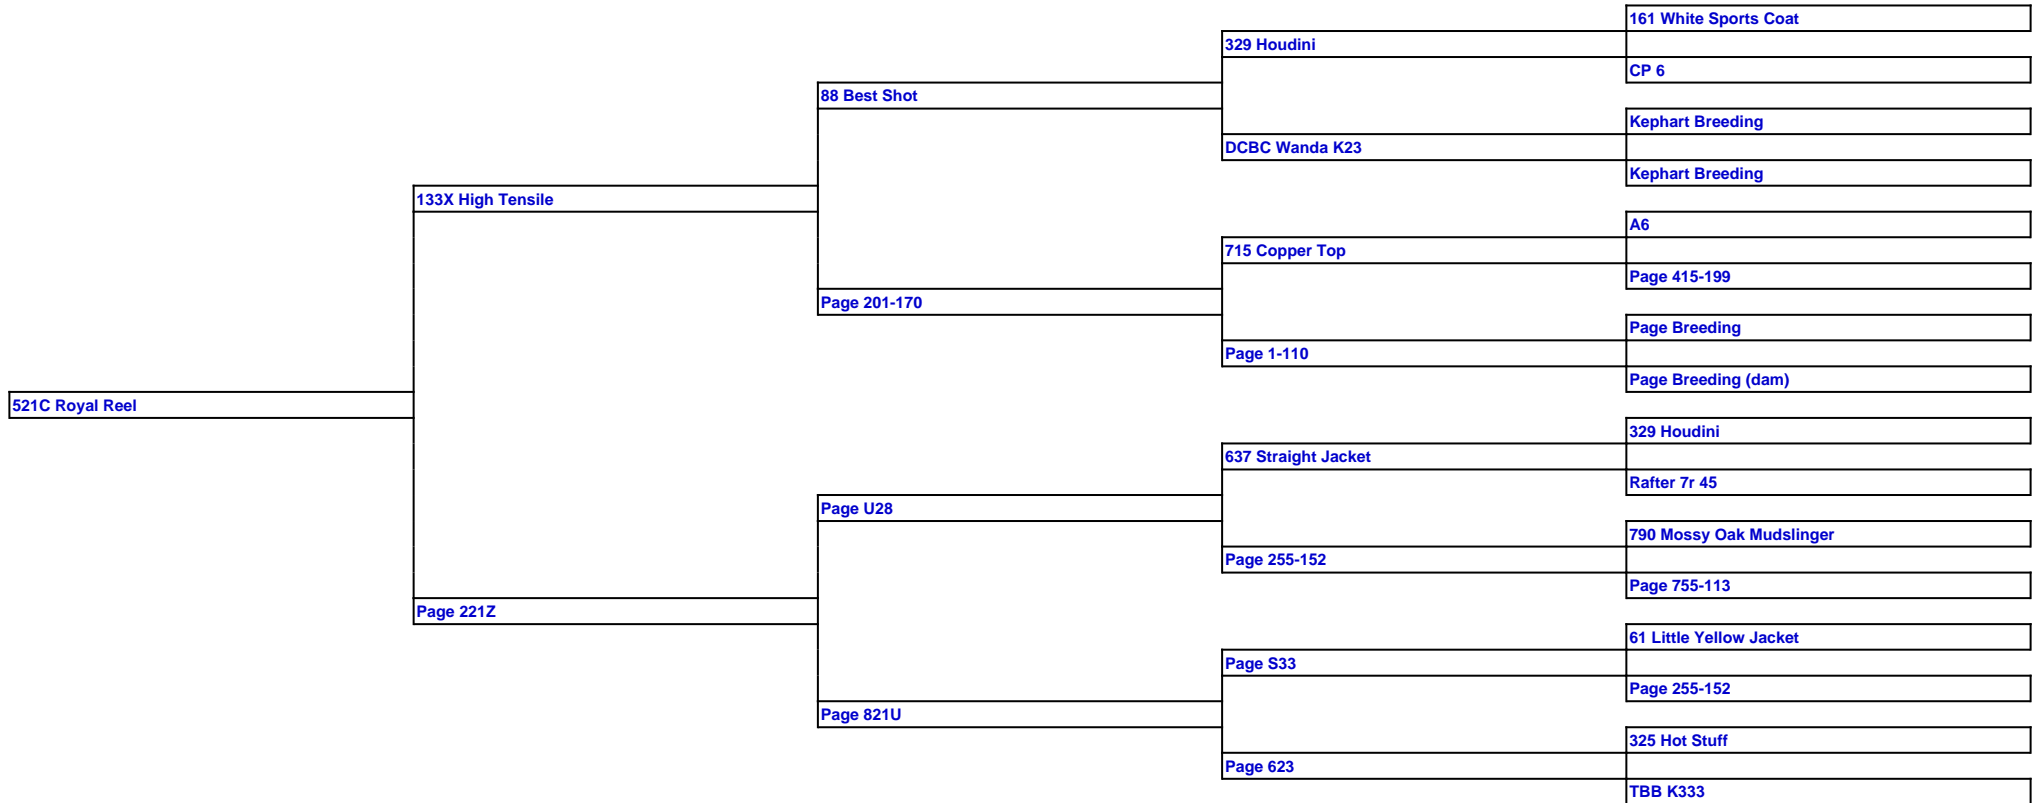 161 White Sports Coat
329 Houdini
CP 6
88 Best Shot
Kephart Breeding
DCBC Wanda K23
Kephart Breeding
133X High Tensile
A6
715 Copper Top
Page 415-199
Page 201-170
Page Breeding
Page 1-110
Page Breeding (dam)
521C Royal Reel
329 Houdini
637 Straight Jacket
Rafter 7r 45
Page U28
790 Mossy Oak Mudslinger
Page 255-152
Page 755-113
Page 221Z
61 Little Yellow Jacket
Page S33
Page 255-152
Page 821U
325 Hot Stuff
Page 623
TBB K333